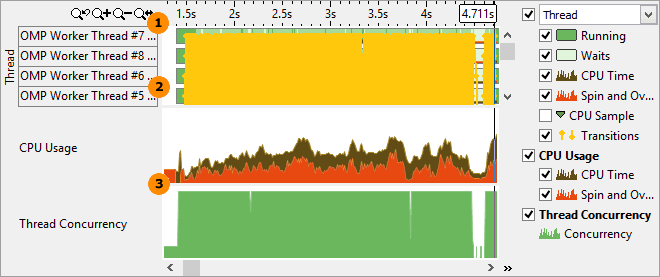 1
1.5s 2s 2.5s 3s 3.5s 4s 4.711s
Thread
OMP Worker Thread #7 ...
OMP Worker Thread #8 ...
OMP Worker Thread #6 ...
2
OMP Worker Thread #5 ...
CPU Usage
3
Thread Concurrency
Thread
Running
Waits
CPU Time
Spin and Ov...
CPU Sample
Transitions
CPU Usage
CPU Time
Spin and Ov...
Thread Concurrency
Concurrency